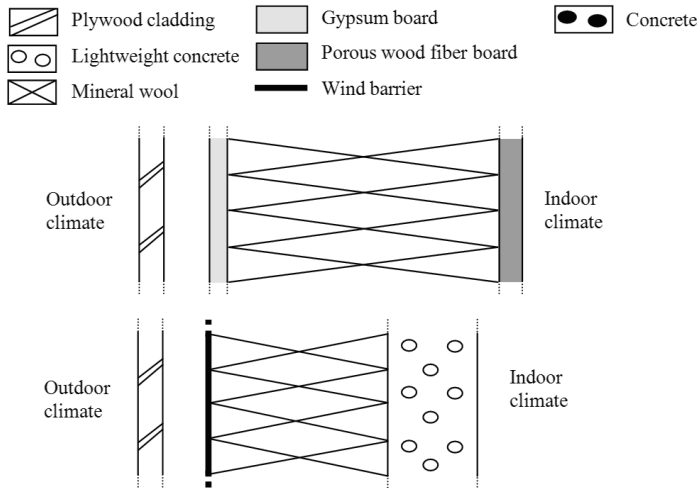 Plywood cladding
Gypsum board
Concrete
Lightweight concrete
Porous wood fiber board
Mineral wool
Wind barrier
Outdoor
climate
Indoor
climate
Outdoor
climate
Indoor
climate